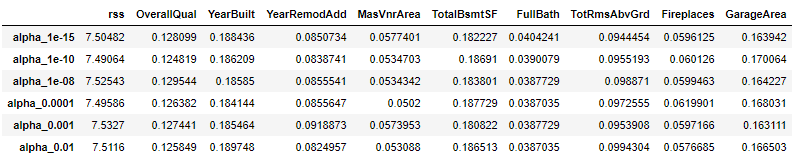 rss OverallQual YearBuilt YearRemodAdd MasVnrArea TotalBsmtSF FullBath TotRmsAbvGrd Fireplaces GarageArea
alpha_1e-15 7.50482 0.128099 0.188436 0.0850734 0.0577401 0.182227 0.0404241 0.0944454 0.0596125 0.163942
alpha_1e-10 7.49064 0.124819 0.186209 0.0838741 0.0534703 0.18691 0.0390079 0.0955193 0.060126 0.170064
alpha_1e-08 7.52543 0.129544 0.18585 0.0855541 0.0534342 0.183801 0.0387729 0.098871 0.0599463 0.164227
alpha_0.0001 7.49586 0.126382 0.184144 0.0855647 0.0502 0.187729 0.0387035 0.0972555 0.0619901 0.168031
alpha_0.001 7.5327 0.127441 0.185464 0.0918873 0.0573953 0.180822 0.0387729 0.0953908 0.0597166 0.163111
alpha_0.01 7.5116 0.125849 0.189748 0.0824957 0.053088 0.186513 0.0387035 0.0994304 0.0576685 0.166503